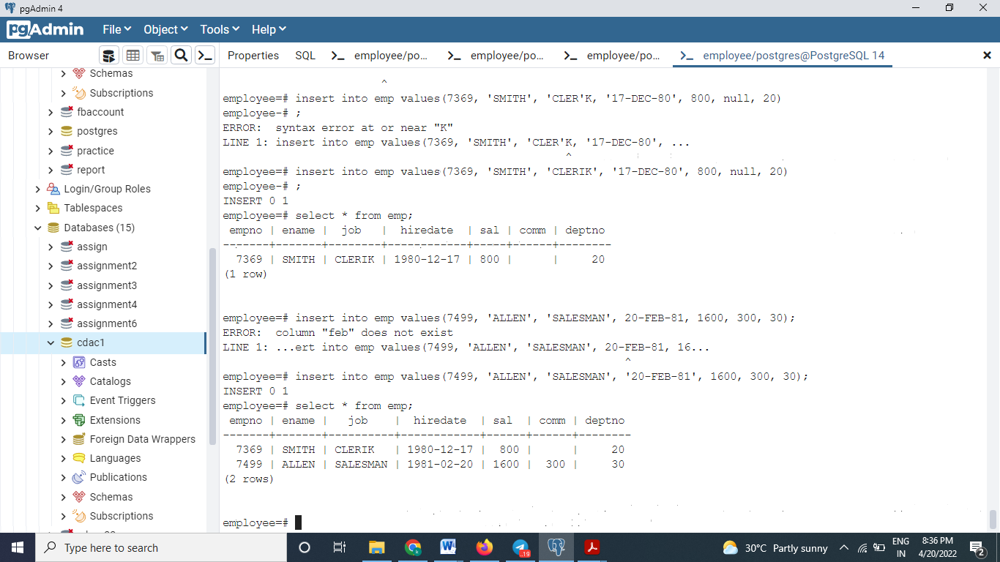 pgAdmin 4
pgAdmin File Object Tools Help
Browser Properties SQL employee/po... employee/po... employee/po... employee/postgres@PostgreSQL 14
Schemas
Subscriptions
fbaccount
postgres
practice
report
Login/Group Roles
Tablespaces
Databases (15)
assign
assignment2
assignment3
assignment4
assignment6
cdac1
Casts
Catalogs
Event Triggers
Extensions
Foreign Data Wrappers
Languages
Publications
Schemas
Subscriptions
^
employee=# insert into emp values(7369, 'SMITH', 'CLER'K, '17-DEC-80', 800, null, 20)
employee-# ;
ERROR:  syntax error at or near "K"
LINE 1: insert into emp values(7369, 'SMITH', 'CLER'K, '17-DEC-80', ...
^
employee=# insert into emp values(7369, 'SMITH', 'CLERIK', '17-DEC-80', 800, null, 20)
employee-# ;
INSERT 0 1
employee=# select * from emp;
empno | ename |  job   |  hiredate  | sal | comm | deptno
-------+-------+--------+------------+-----+------+--------
7369 | SMITH | CLERIK | 1980-12-17 | 800 |      |     20
(1 row)
employee=# insert into emp values(7499, 'ALLEN', 'SALESMAN', 20-FEB-81, 1600, 300, 30);
ERROR:  column "feb" does not exist
LINE 1: ...ert into emp values(7499, 'ALLEN', 'SALESMAN', 20-FEB-81, 16...
^
employee=# insert into emp values(7499, 'ALLEN', 'SALESMAN', '20-FEB-81', 1600, 300, 30);
INSERT 0 1
employee=# select * from emp;
empno | ename |   job    |  hiredate  | sal  | comm | deptno
-------+-------+----------+------------+------+------+--------
7369 | SMITH | CLERIK   | 1980-12-17 |  800 |      |     20
7499 | ALLEN | SALESMAN | 1981-02-20 | 1600 |  300 |     30
(2 rows)
employee=#
Type here to search 19 30°C Partly sunny ENG 8:36 PM
IN 4/20/2022 2